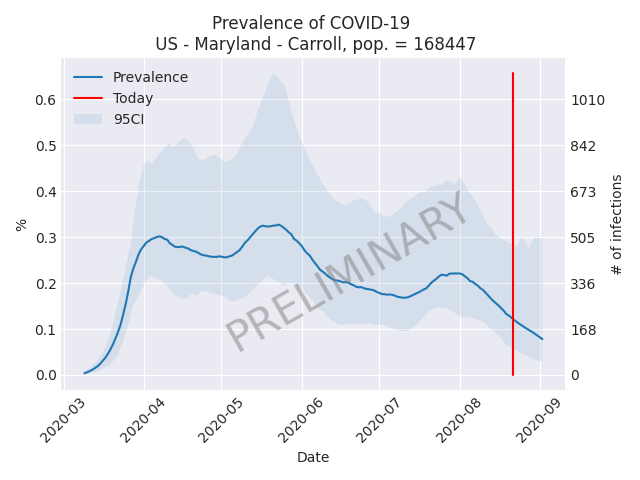 Prevalence of COVID-19
US - Maryland - Carroll, pop. = 168447
Prevalence
Today
95CI
0.6
0.5
0.4
0.3
0.2
0.1
0.0
%
1010
842
673
505
336
168
0
# of infections
PRELIMINARY
2020-03
2020-04
2020-05
2020-06
2020-07
2020-08
2020-09
Date